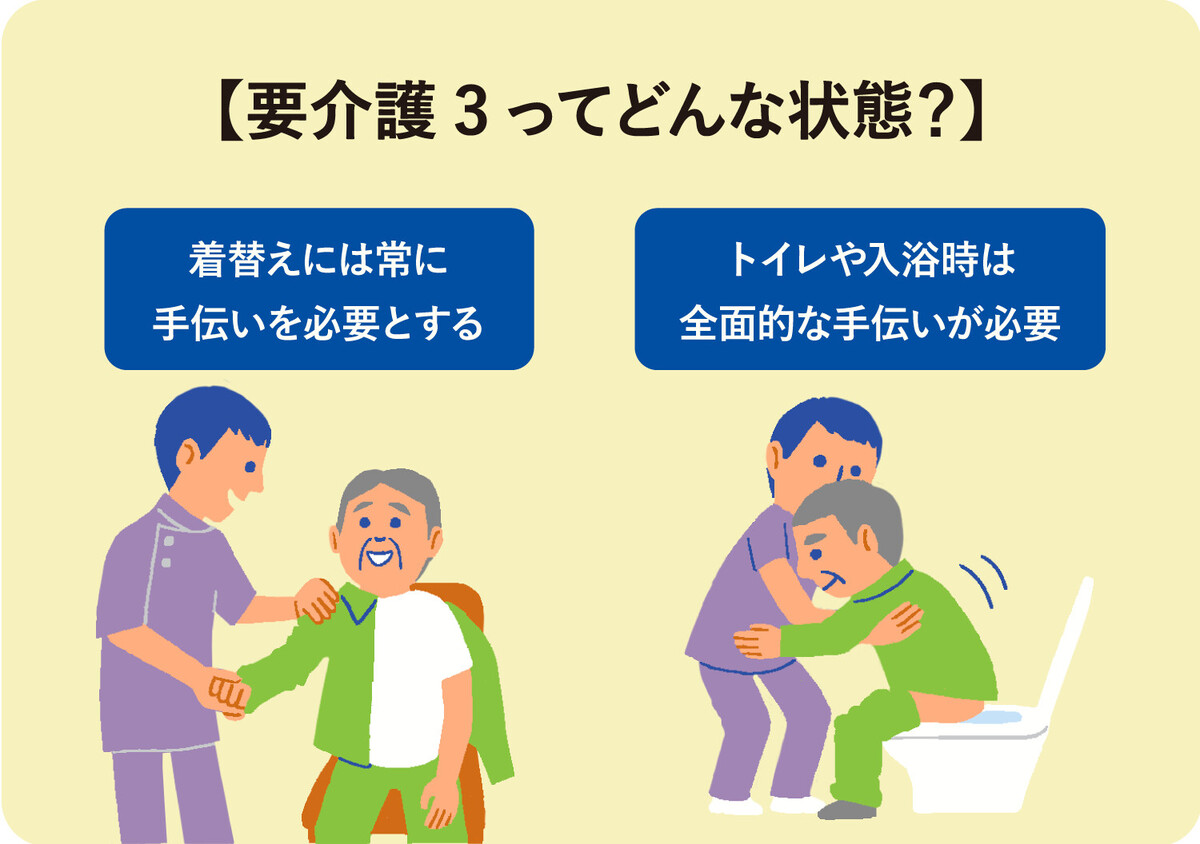 【要介護3ってどんな状態?】
着替えには常に
手伝いを必要とする
トイレや入浴時は
全面的な手伝いが必要